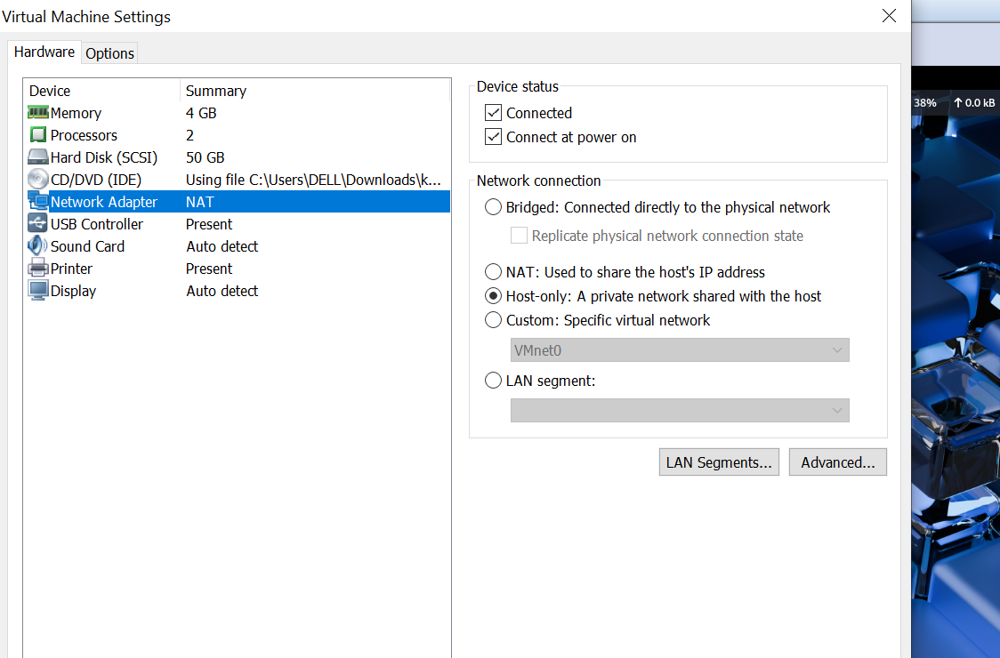 Virtual Machine Settings
Hardware Options
Device Summary
Memory 4 GB
Processors 2
Hard Disk (SCSI) 50 GB
CD/DVD (IDE) Using file C:\Users\DELL\Downloads\k...
Network Adapter NAT
USB Controller Present
Sound Card Auto detect
Printer Present
Display Auto detect
Device status
Connected
Connect at power on
Network connection
Bridged: Connected directly to the physical network
Replicate physical network connection state
NAT: Used to share the host's IP address
Host-only: A private network shared with the host
Custom: Specific virtual network
VMnet0
LAN segment:
LAN Segments... Advanced...
38% ↑ 0.0 kB